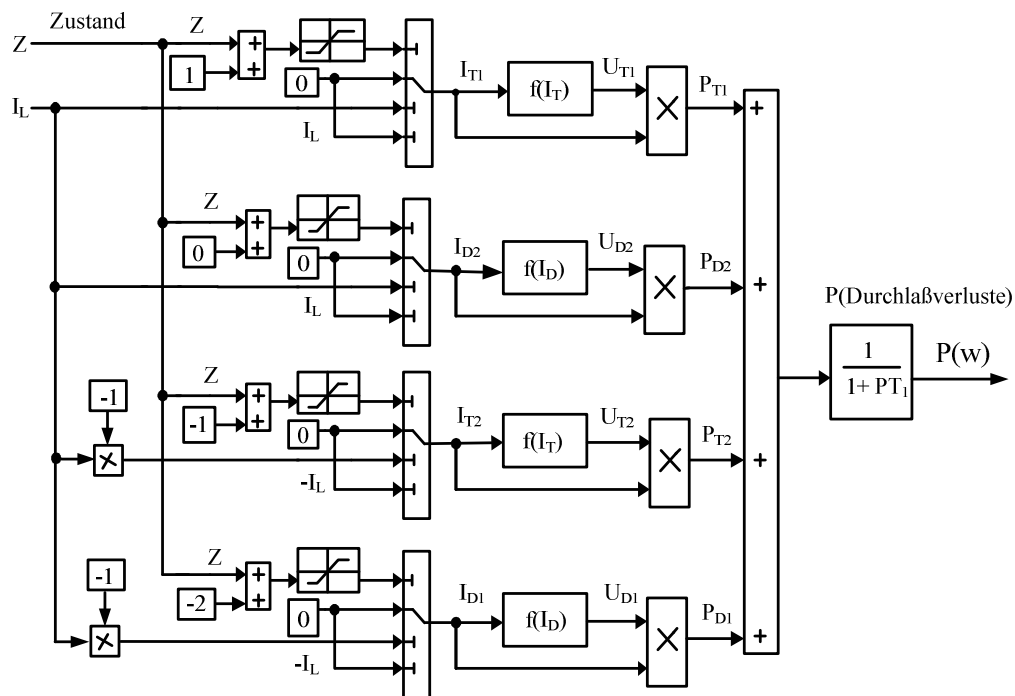 Zustand
Z
Z
+
+
1
0
I_L
I_L
I_T1
f(I_T)
U_T1
×
P_T1
+
Z
+
+
0
0
I_L
I_D2
f(I_D)
U_D2
×
P_D2
+
P(Durchlaßverluste)
1
1+ PT_1
P(w)
-1
×
Z
+
+
-1
0
-I_L
I_T2
f(I_T)
U_T2
×
P_T2
+
-1
×
Z
+
+
-2
0
-I_L
I_D1
f(I_D)
U_D1
×
P_D1
+